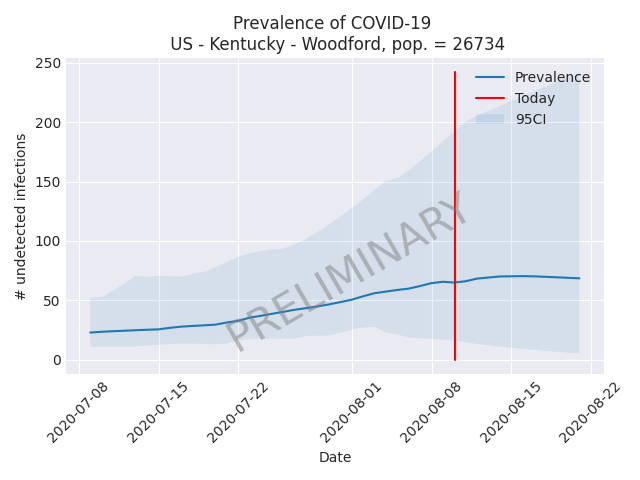 Prevalence of COVID-19
US - Kentucky - Woodford, pop. = 26734
250
200
150
100
50
0
# undetected infections
Prevalence
Today
95CI
PRELIMINARY
2020-07-08
2020-07-15
2020-07-22
2020-08-01
2020-08-08
2020-08-15
2020-08-22
Date